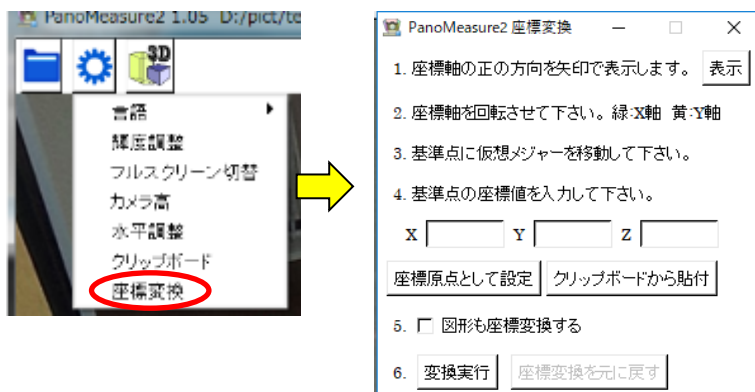 PanoMeasure2 1.05 D:/pict/te
3D
言語
輝度調整
フルスクリーン切替
カメラ高
水平調整
クリップボード
座標変換
PanoMeasure2 座標変換
1. 座標軸の正の方向を矢印で表示します。 表示
2. 座標軸を回転させて下さい。緑:X軸 黄:Y軸
3. 基準点に仮想メジャーを移動して下さい。
4. 基準点の座標値を入力して下さい。
X Y Z
座標原点として設定 クリップボードから貼付
5. 図形も座標変換する
6. 変換実行 座標変換を元に戻す